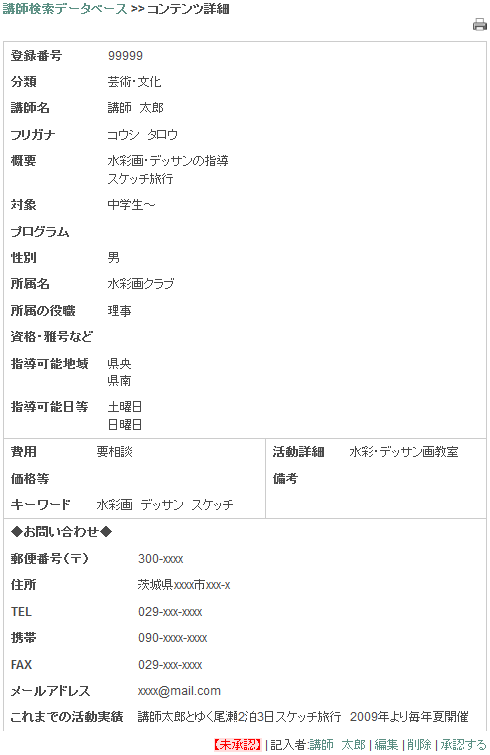 講師検索データベース >> コンテンツ詳細
登録番号 99999
分類 芸術・文化
講師名 講師 太郎
フリガナ コウシ タロウ
概要 水彩画・デッサンの指導
スケッチ旅行
対象 中学生～
プログラム
性別 男
所属名 水彩画クラブ
所属の役職 理事
資格・雅号など
指導可能地域 県央
県南
指導可能日等 土曜日
日曜日
費用 要相談 活動詳細 水彩・デッサン画教室
価格等 備考
キーワード 水彩画 デッサン スケッチ
◆お問い合わせ◆
郵便番号(〒) 300-xxxx
住所 茨城県xxxx市xxx-x
TEL 029-xxx-xxxx
携帯 090-xxxx-xxxx
FAX 029-xxx-xxxx
メールアドレス xxxx@mail.com
これまでの活動実績 講師太郎とゆく尾瀬2泊3日スケッチ旅行 2009年より毎年夏開催
【未承認】 | 記入者:講師 太郎 | 編集 | 削除 | 承認する